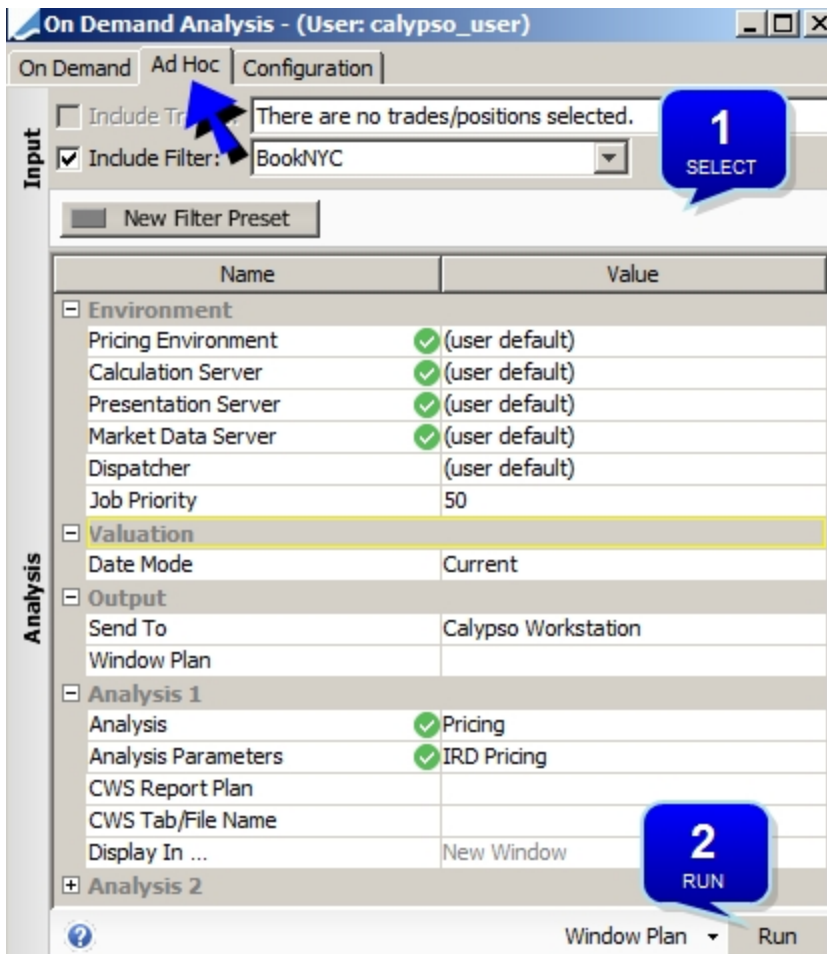 On Demand Analysis - (User: calypso_user)
On Demand Ad Hoc Configuration
Input
Include There are no trades/positions selected.
1
SELECT
Include Filter: BookNYC
New Filter Preset
Name Value
Environment
Pricing Environment (user default)
Calculation Server (user default)
Presentation Server (user default)
Market Data Server (user default)
Dispatcher (user default)
Job Priority 50
Valuation
Date Mode Current
Analysis
Output
Send To Calypso Workstation
Window Plan
Analysis 1
Analysis Pricing
Analysis Parameters IRD Pricing
CWS Report Plan
CWS Tab/File Name
Display In ... New Window
2
RUN
Analysis 2
Window Plan Run